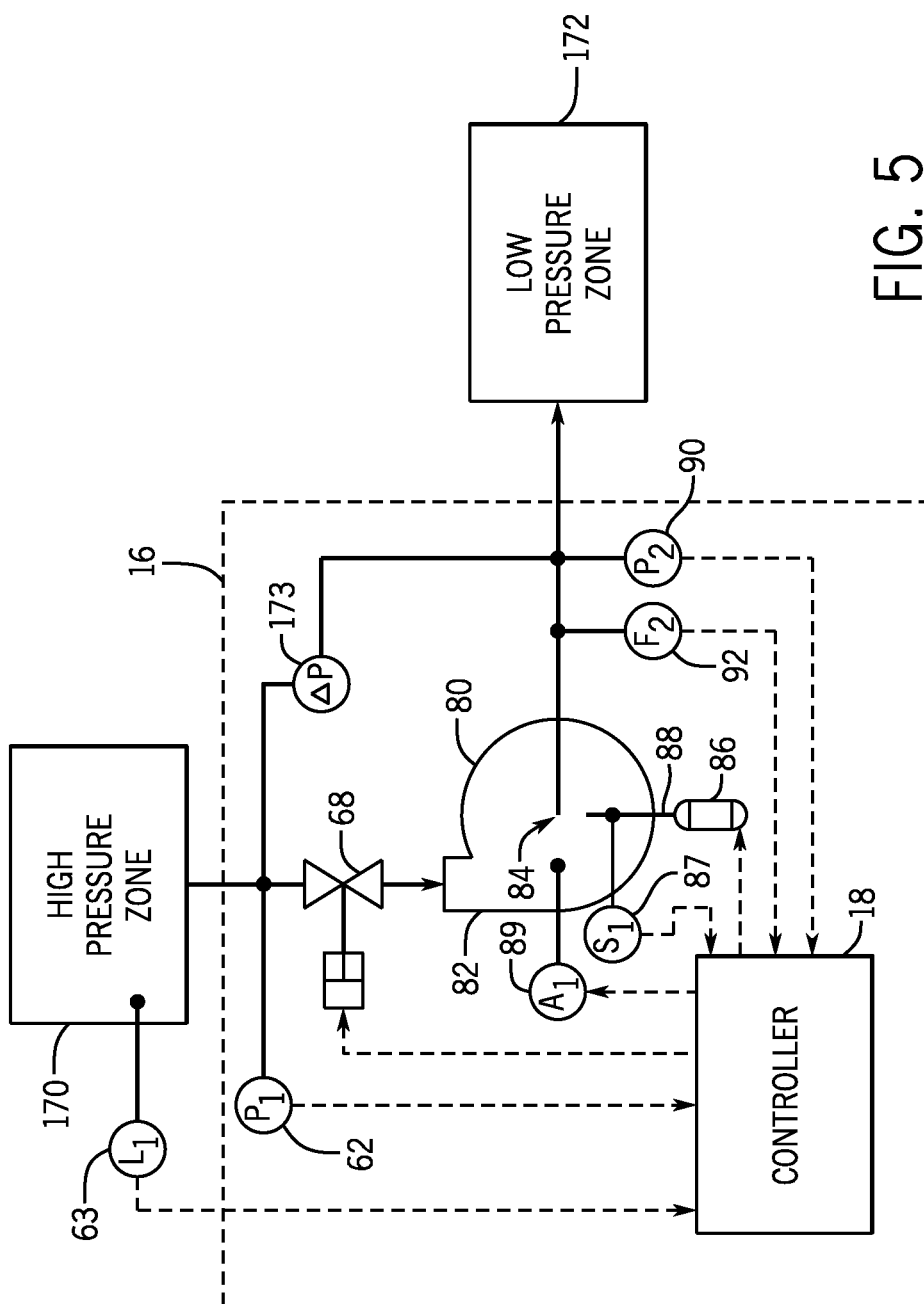 170
HIGH
PRESSURE
ZONE
63
L1
16
P1
62
ΔP
173
68
82
80
84
89
A1
S1
87
88
86
F2
92
P2
90
LOW
PRESSURE
ZONE
172
CONTROLLER
18
FIG. 5